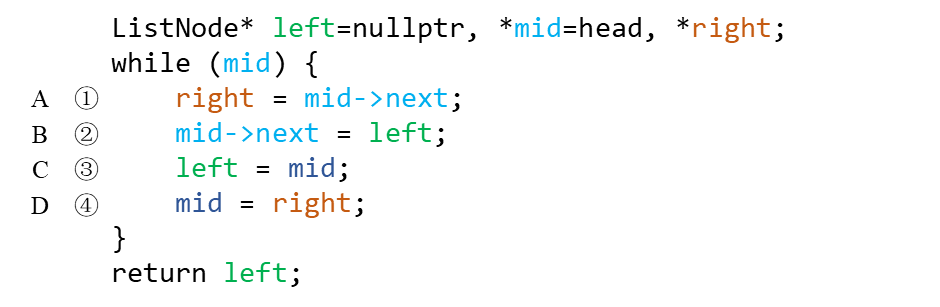 ListNode* left=nullptr, *mid=head, *right;
while (mid) {
A ① right = mid->next;
B ② mid->next = left;
C ③ left = mid;
D ④ mid = right;
}
return left;